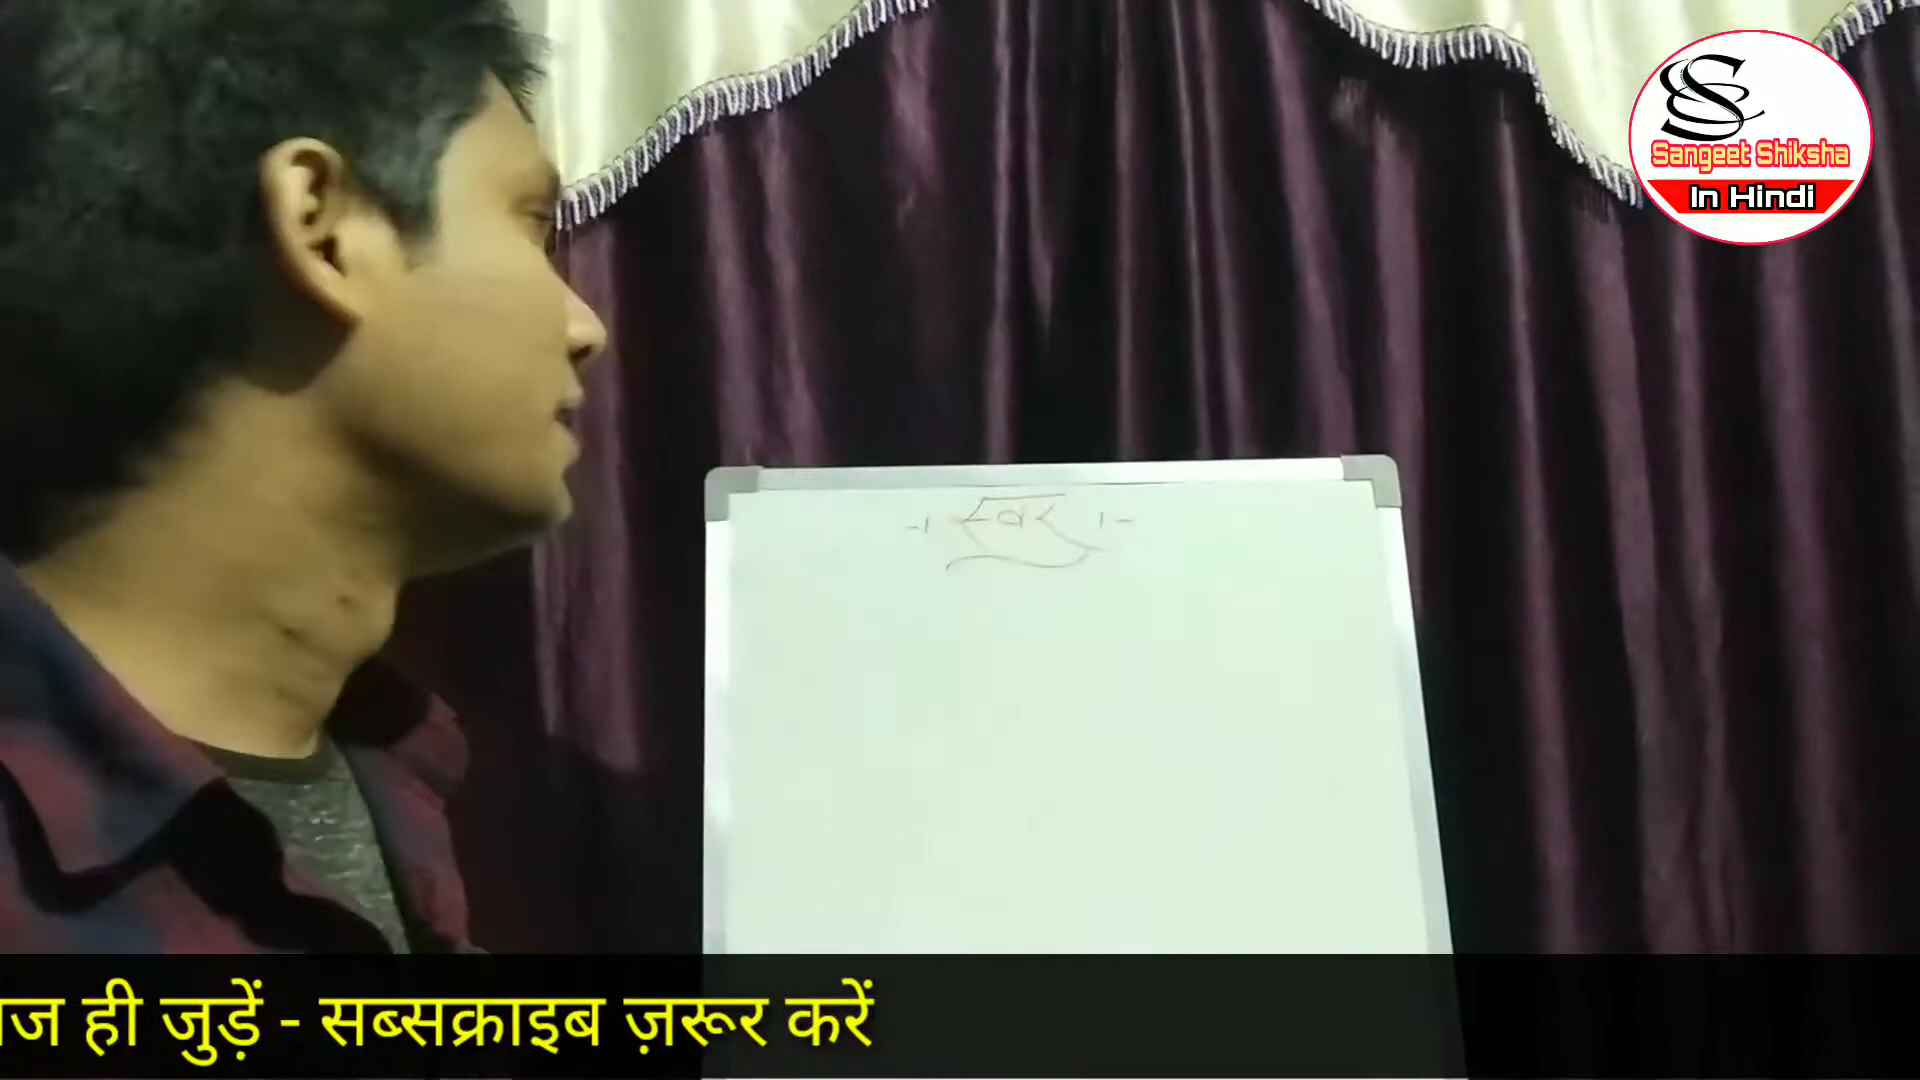 Sangeet Shiksha
In Hindi
-। स्वर ।-
ही जुड़ें - सब्सक्राइब ज़रूर करें